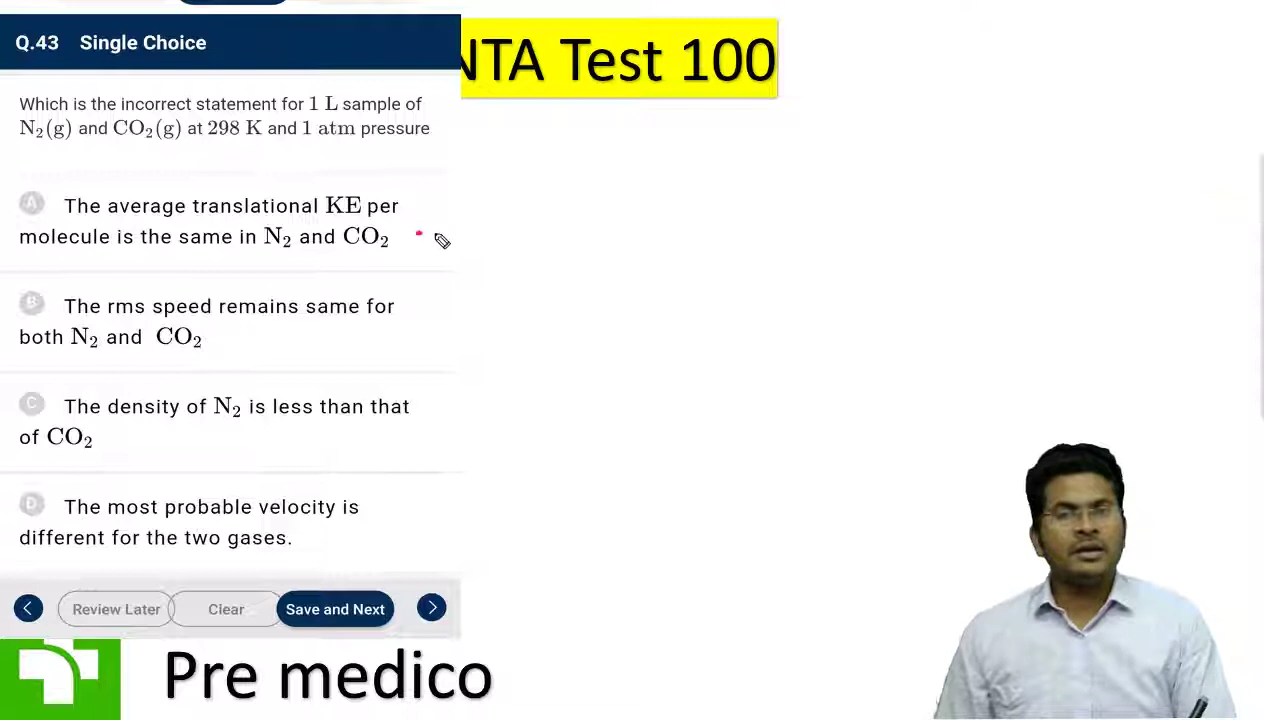 Q.43 Single Choice
NTA Test 100
Which is the incorrect statement for 1 L sample of
N₂(g) and CO₂(g) at 298 K and 1 atm pressure
A The average translational KE per
molecule is the same in N₂ and CO₂
B The rms speed remains same for
both N₂ and CO₂
C The density of N₂ is less than that
of CO₂
D The most probable velocity is
different for the two gases.
Review Later Clear Save and Next
Pre medico